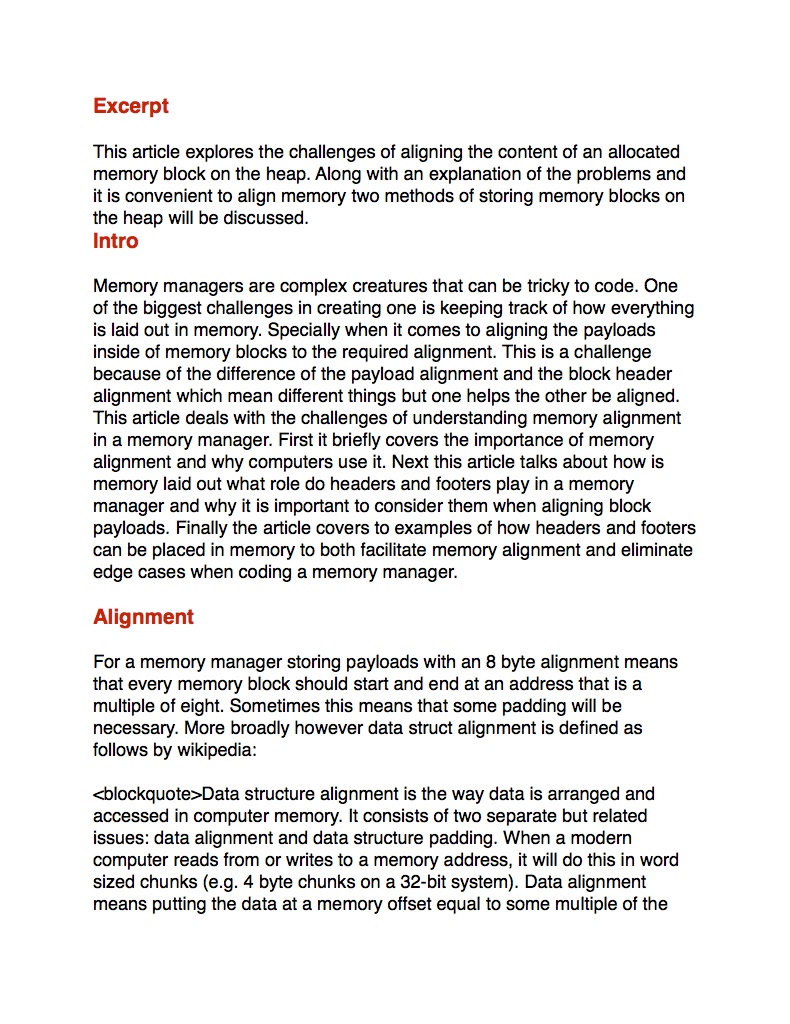 Excerpt
This article explores the challenges of aligning the content of an allocated
memory block on the heap. Along with an explanation of the problems and
it is convenient to align memory two methods of storing memory blocks on
the heap will be discussed.
Intro
Memory managers are complex creatures that can be tricky to code. One
of the biggest challenges in creating one is keeping track of how everything
is laid out in memory. Specially when it comes to aligning the payloads
inside of memory blocks to the required alignment. This is a challenge
because of the difference of the payload alignment and the block header
alignment which mean different things but one helps the other be aligned.
This article deals with the challenges of understanding memory alignment
in a memory manager. First it briefly covers the importance of memory
alignment and why computers use it. Next this article talks about how is
memory laid out what role do headers and footers play in a memory
manager and why it is important to consider them when aligning block
payloads. Finally the article covers to examples of how headers and footers
can be placed in memory to both facilitate memory alignment and eliminate
edge cases when coding a memory manager.
Alignment
For a memory manager storing payloads with an 8 byte alignment means
that every memory block should start and end at an address that is a
multiple of eight. Sometimes this means that some padding will be
necessary. More broadly however data struct alignment is defined as
follows by wikipedia:
<blockquote>Data structure alignment is the way data is arranged and
accessed in computer memory. It consists of two separate but related
issues: data alignment and data structure padding. When a modern
computer reads from or writes to a memory address, it will do this in word
sized chunks (e.g. 4 byte chunks on a 32-bit system). Data alignment
means putting the data at a memory offset equal to some multiple of the